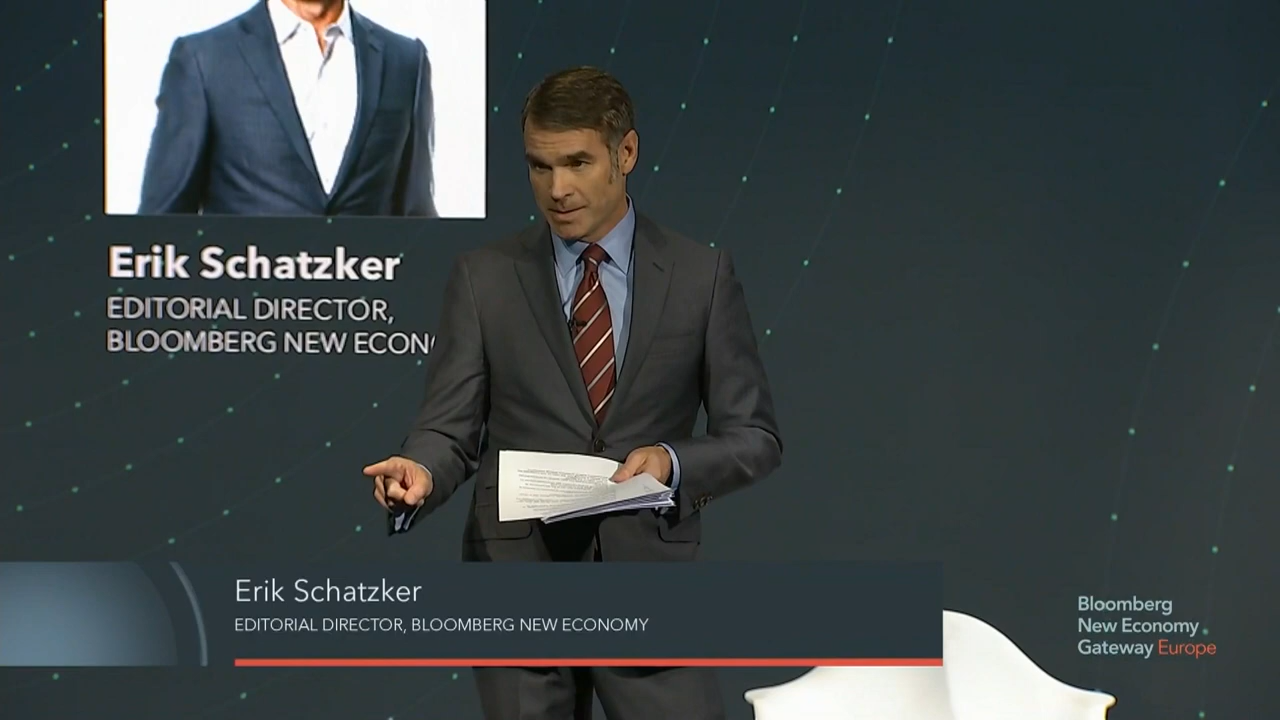 Erik Schatzker
EDITORIAL DIRECTOR,
BLOOMBERG NEW ECON
Erik Schatzker
EDITORIAL DIRECTOR, BLOOMBERG NEW ECONOMY
Bloomberg
New Economy
Gateway Europe